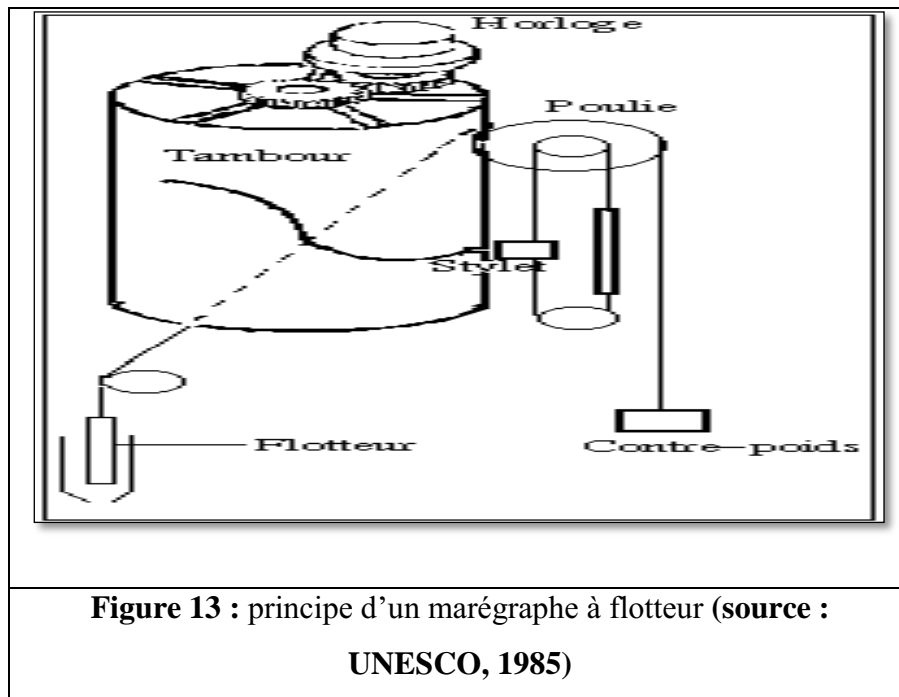 Horloge
Poulie
Tambour
Stylet
Flotteur
Contre-poids
Figure 13 : principe d’un marégraphe à flotteur (source :
UNESCO, 1985)